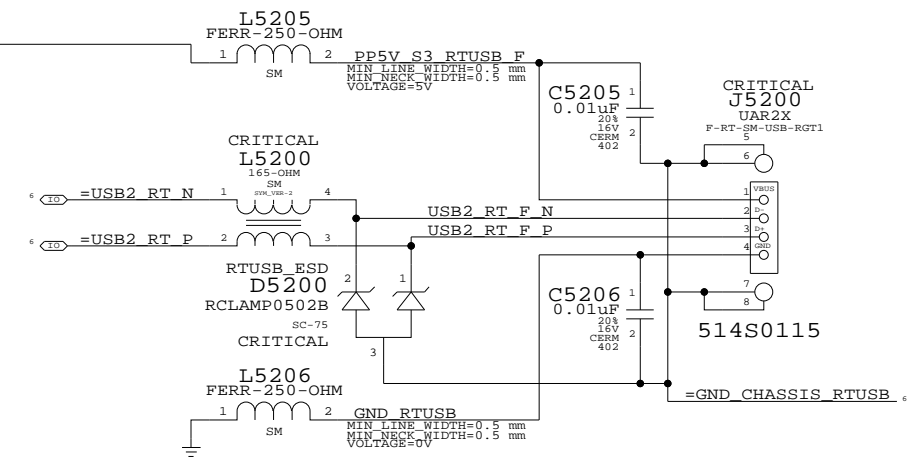 L5205
FERR-250-OHM
1 2
SM
PP5V_S3_RTUSB_F
MIN_LINE_WIDTH=0.5 mm
MIN_NECK_WIDTH=0.5 mm
VOLTAGE=5V
C5205
0.01uF
20%
16V
CERM
402
1
2
CRITICAL
J5200
UAR2X
F-RT-SM-USB-RGT1
5
6
CRITICAL
L5200
165-OHM
SM
SYM_VER-2
6 IO =USB2_RT_N 1 4
6 IO =USB2_RT_P 2 3
USB2_RT_F_N
USB2_RT_F_P
1 VBUS
2 D-
3 D+
4 GND
7
8
514S0115
RTUSB_ESD
D5200
RCLAMP0502B
SC-75
CRITICAL
2 1
3
C5206
0.01uF
20%
16V
CERM
402
1
2
=GND_CHASSIS_RTUSB 6
L5206
FERR-250-OHM
1 2
SM
GND_RTUSB
MIN_LINE_WIDTH=0.5 mm
MIN_NECK_WIDTH=0.5 mm
VOLTAGE=0V